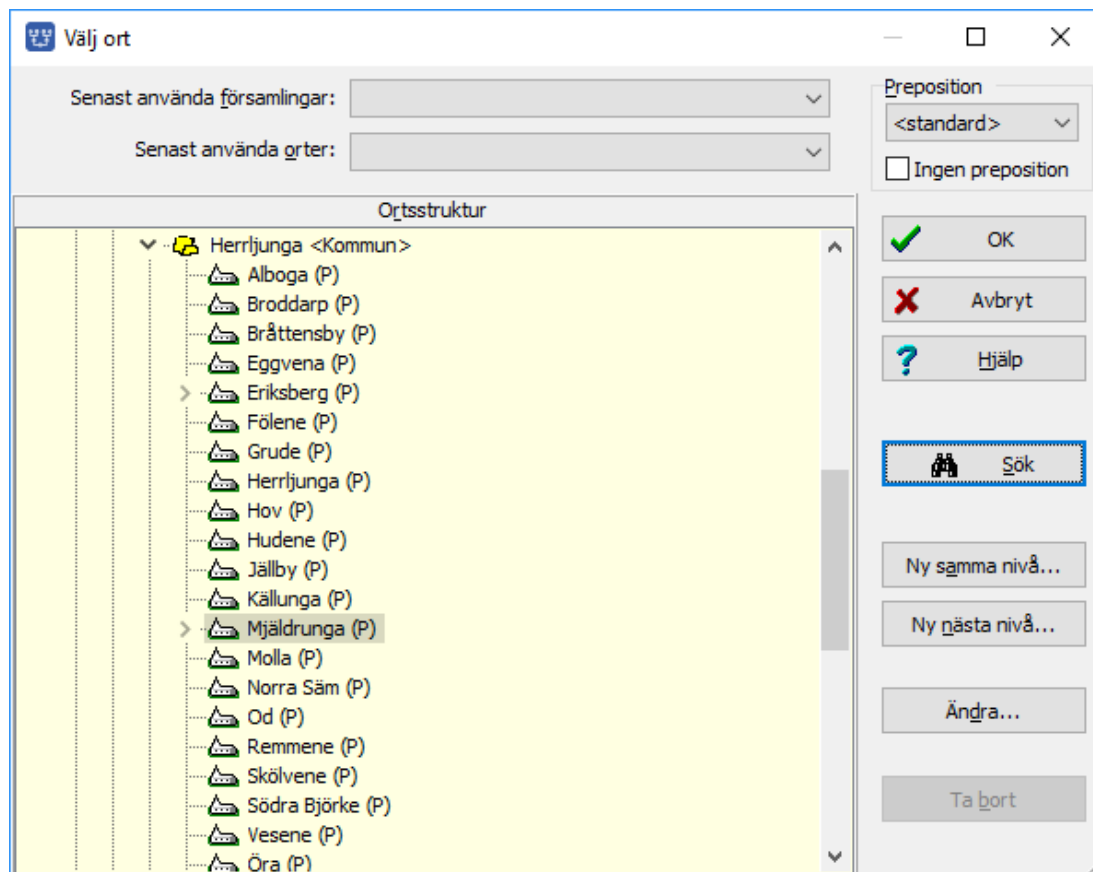 Välj ort
Senast använda församlingar:
Senast använda orter:
Preposition
<standard>
Ingen preposition
Ortsstruktur
Herrljunga <Kommun>
Alboga (P)
Broddarp (P)
Bråttensby (P)
Eggvena (P)
Eriksberg (P)
Fölene (P)
Grude (P)
Herrljunga (P)
Hov (P)
Hudene (P)
Jällby (P)
Källunga (P)
Mjäldrunga (P)
Molla (P)
Norra Säm (P)
Od (P)
Remmene (P)
Skölvene (P)
Södra Björke (P)
Vesene (P)
Öra (P)
OK
Avbryt
Hjälp
Sök
Ny samma nivå...
Ny nästa nivå...
Ändra...
Ta bort